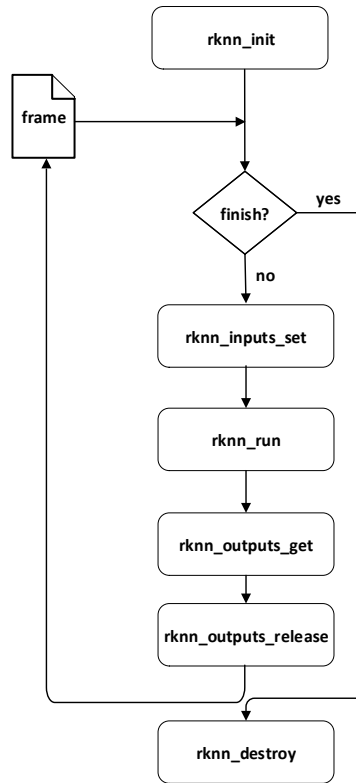 rknn_init
frame
finish?
yes
no
rknn_inputs_set
rknn_run
rknn_outputs_get
rknn_outputs_release
rknn_destroy